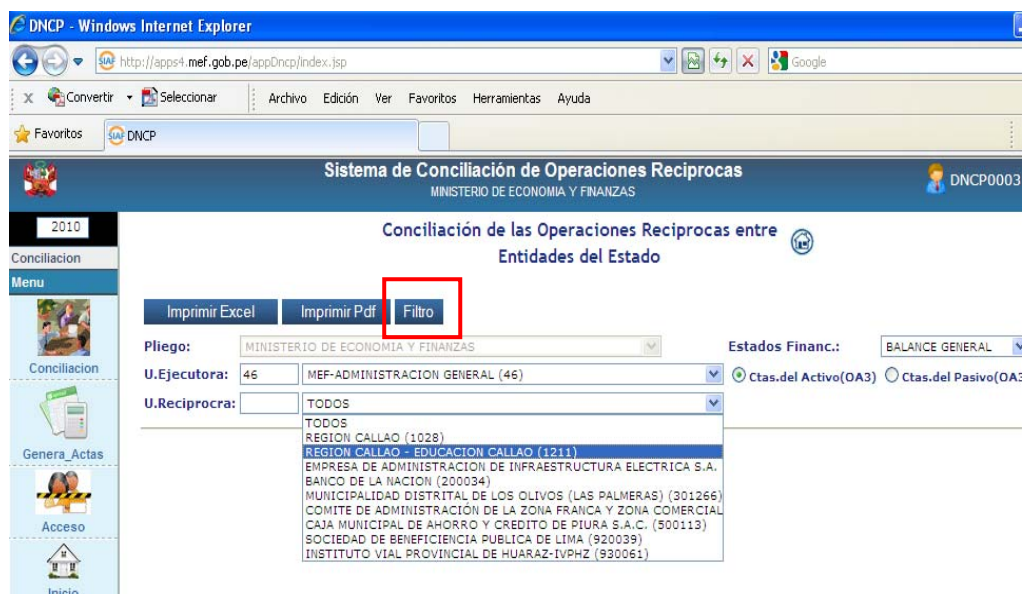 DNCP - Windows Internet Explorer
SIAF http://apps4.mef.gob.pe/appDncp/index.jsp Google
X Convertir Seleccionar Archivo Edición Ver Favoritos Herramientas Ayuda
Favoritos SIAF DNCP
Sistema de Conciliación de Operaciones Reciprocas
MINISTERIO DE ECONOMIA Y FINANZAS
DNCP0003
2010
Conciliacion
Menu
Conciliacion
Genera_Actas
Acceso
Inicio
Conciliación de las Operaciones Reciprocas entre
Entidades del Estado
Imprimir Excel Imprimir Pdf Filtro
Pliego: MINISTERIO DE ECONOMIA Y FINANZAS Estados Financ.: BALANCE GENERAL
U.Ejecutora: 46 MEF-ADMINISTRACION GENERAL (46) Ctas.del Activo(OA3) Ctas.del Pasivo(OA3
U.Reciprocra: TODOS
TODOS
REGION CALLAO (1028)
REGION CALLAO - EDUCACION CALLAO (1211)
EMPRESA DE ADMINISTRACION DE INFRAESTRUCTURA ELECTRICA S.A.
BANCO DE LA NACION (200034)
MUNICIPALIDAD DISTRITAL DE LOS OLIVOS (LAS PALMERAS) (301266)
COMITE DE ADMINISTRACIÓN DE LA ZONA FRANCA Y ZONA COMERCIAL
CAJA MUNICIPAL DE AHORRO Y CREDITO DE PIURA S.A.C. (500113)
SOCIEDAD DE BENEFICIENCIA PUBLICA DE LIMA (920039)
INSTITUTO VIAL PROVINCIAL DE HUARAZ-IVPHZ (930061)